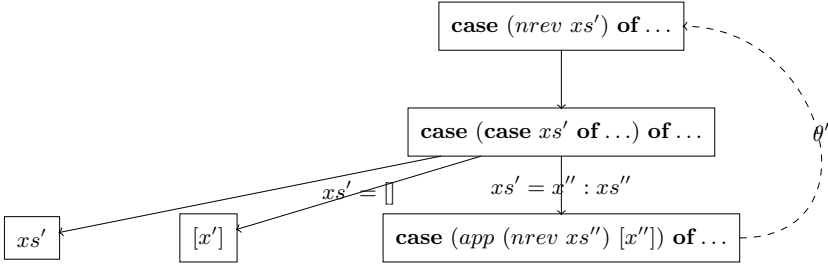 case (nrev xs′) of …
θ′
case (case xs′ of …) of …
xs′ = []
xs′ = x″ : xs″
xs′
[x′]
case (app (nrev xs″) [x″]) of …